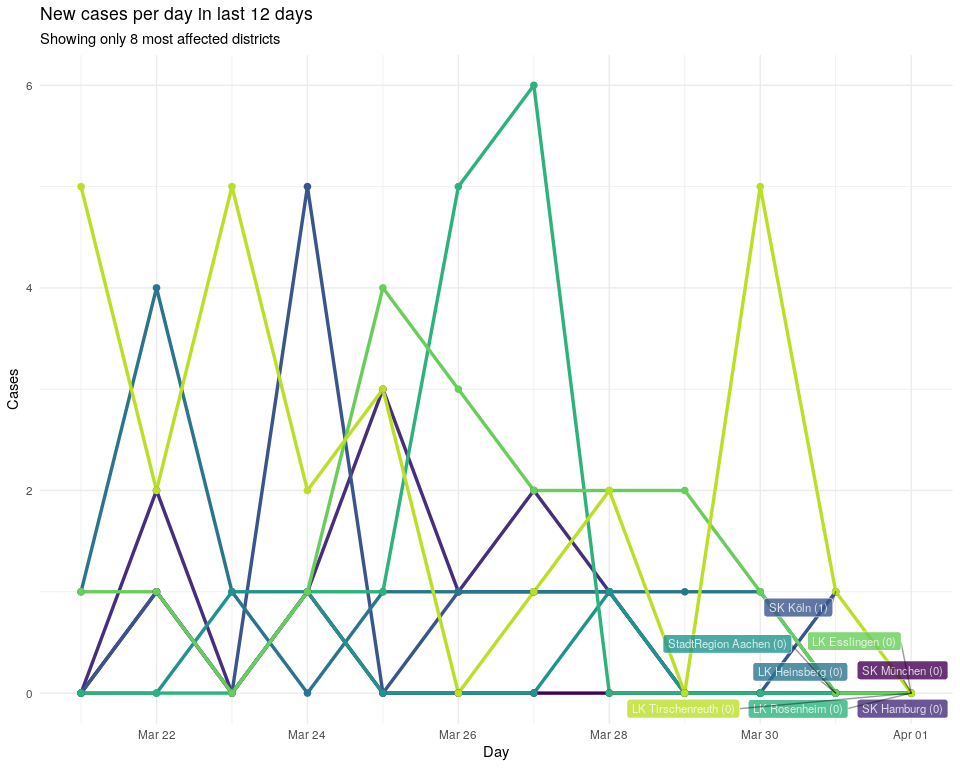 New cases per day in last 12 days
Showing only 8 most affected districts
6
4
2
0
Cases
SK Köln (1)
StadtRegion Aachen (0)
LK Esslingen (0)
LK Heinsberg (0)
SK München (0)
LK Tirschenreuth (0)
LK Rosenheim (0)
SK Hamburg (0)
Mar 22
Mar 24
Mar 26
Mar 28
Mar 30
Apr 01
Day